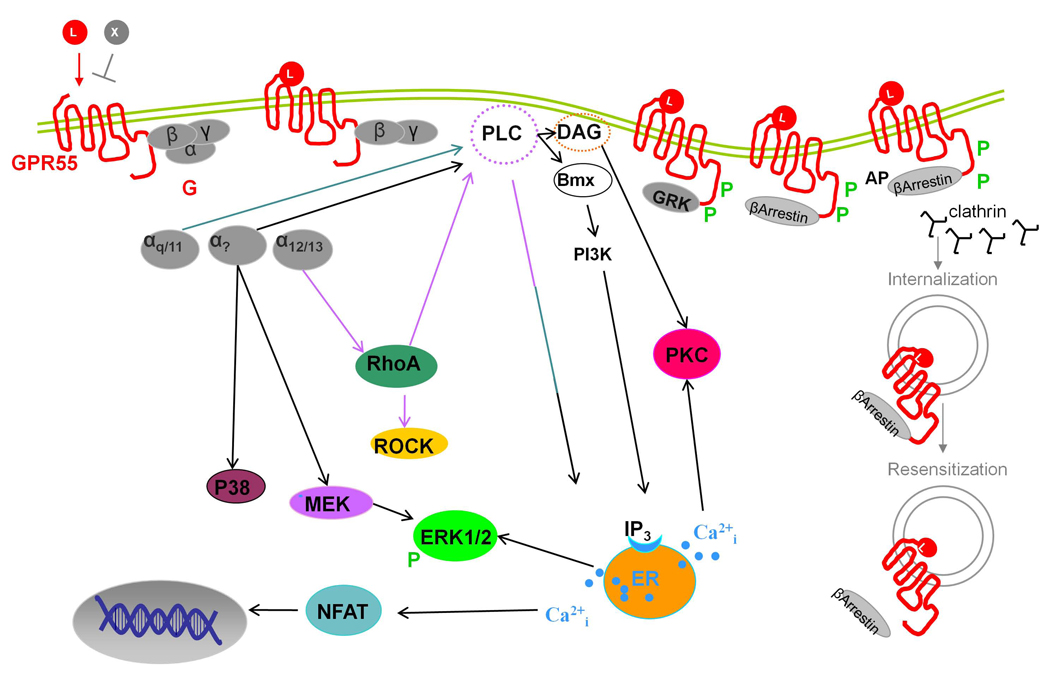 L
X
GPR55
β
γ
α
G
L
β
γ
PLC
DAG
Bmx
PI3K
L
GRK
P
P
L
βArrestin
P
P
L
AP
βArrestin
P
P
clathrin
Internalization
L
βArrestin
Resensitization
L
βArrestin
αq/11
α?
α12/13
RhoA
ROCK
PKC
P38
MEK
ERK1/2
P
IP3
Ca2+i
ER
Ca2+i
NFAT